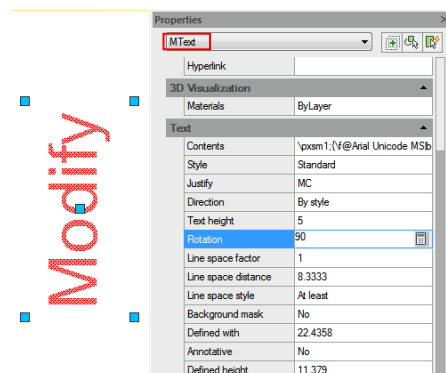 Properties
MText
Hyperlink
3D Visualization
Materials ByLayer
Text
Contents \pxsm1;{\f@Arial Unicode MS|b
Style Standard
Justify MC
Direction By style
Text height 5
Rotation 90
Line space factor 1
Line space distance 8.3333
Line space style At least
Background mask No
Defined with 22.4358
Annotative No
Defined height 11.379
Modify